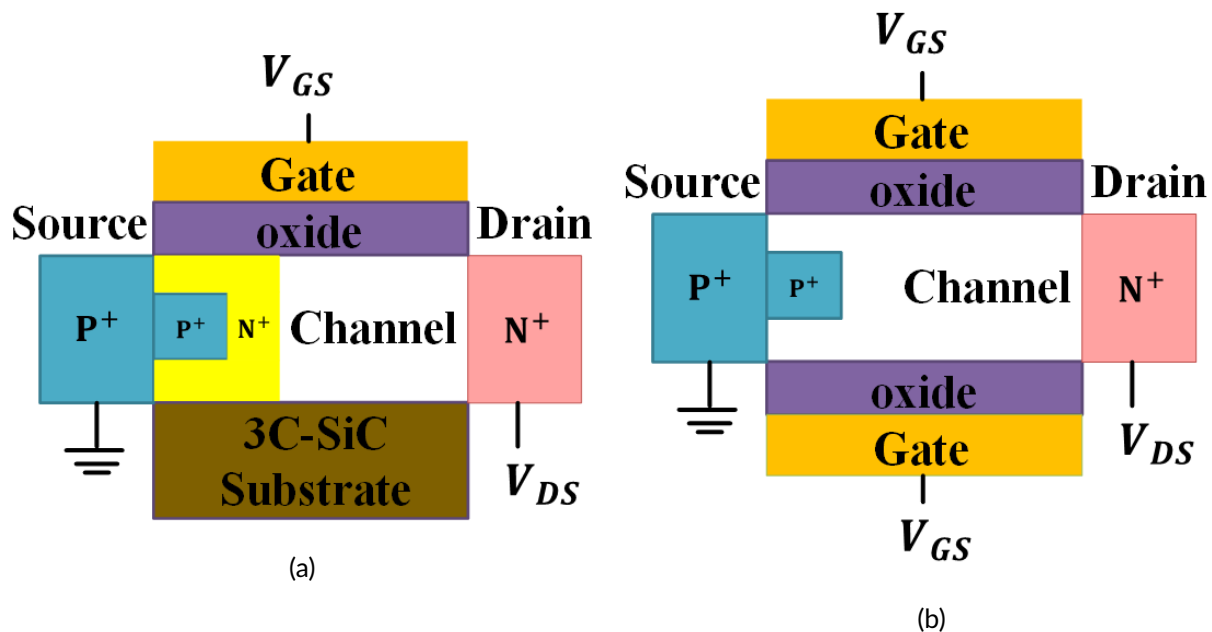 V_GS
Gate
oxide
Source
Drain
P⁺
P⁺
N⁺
Channel
N⁺
3C-SiC
Substrate
V_DS
(a)
V_GS
Gate
oxide
Source
Drain
P⁺
P⁺
Channel
N⁺
oxide
Gate
V_DS
V_GS
(b)